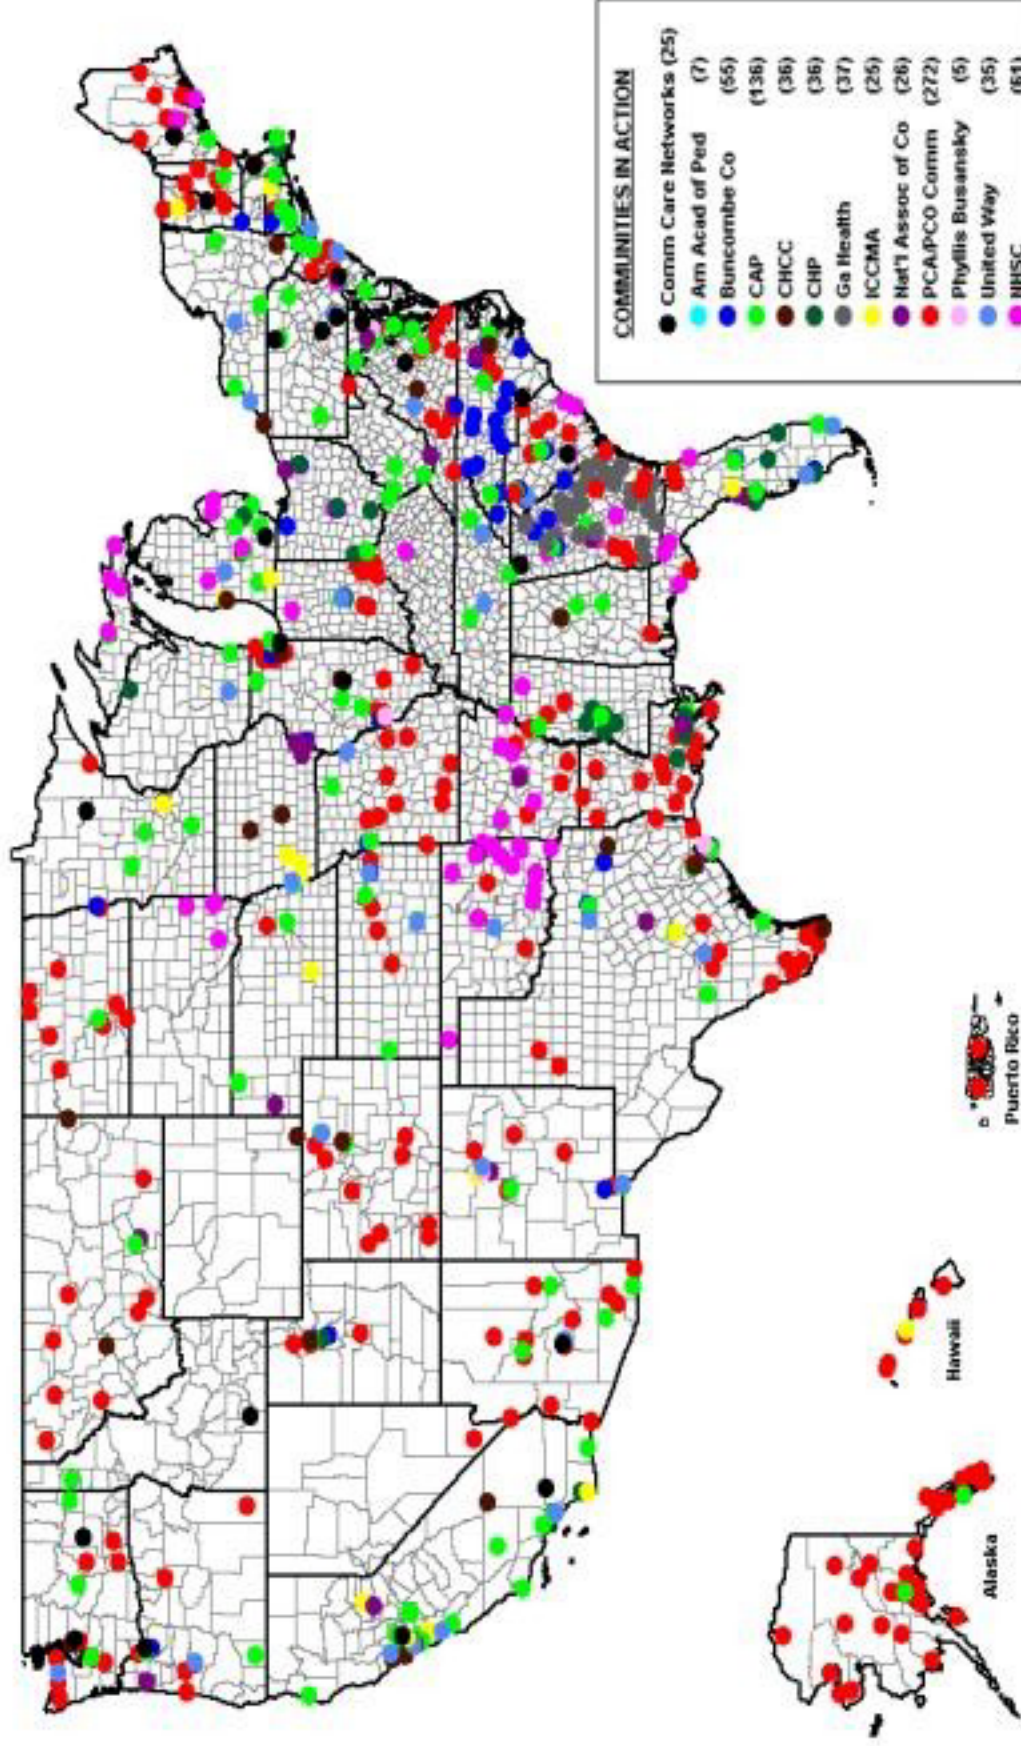 COMMUNITIES IN ACTION
Comm Care Networks (25)
Am Acad of Ped (7)
Buncombe Co (55)
CAP (136)
CHCC (36)
CHP (36)
Ga Health (37)
ICCMA (25)
Nat'l Assoc of Co (26)
PCA/PCO Comm (272)
Phyllis Busansky (5)
United Way (35)
NHSC (61)
Puerto Rico
Hawaii
Alaska